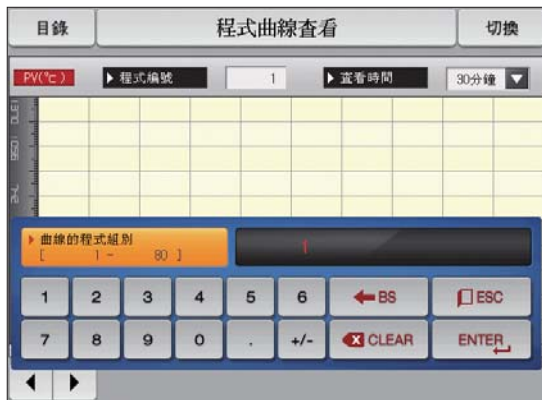 目錄 程式曲線查看 切換
PV(℃) ▶ 程式編號 1 ▶ 查看時間 30分鐘
▶ 曲線的程式組別
[ 1 - 80 ]
1 2 3 4 5 6 BS ESC
7 8 9 0 . +/- CLEAR ENTER